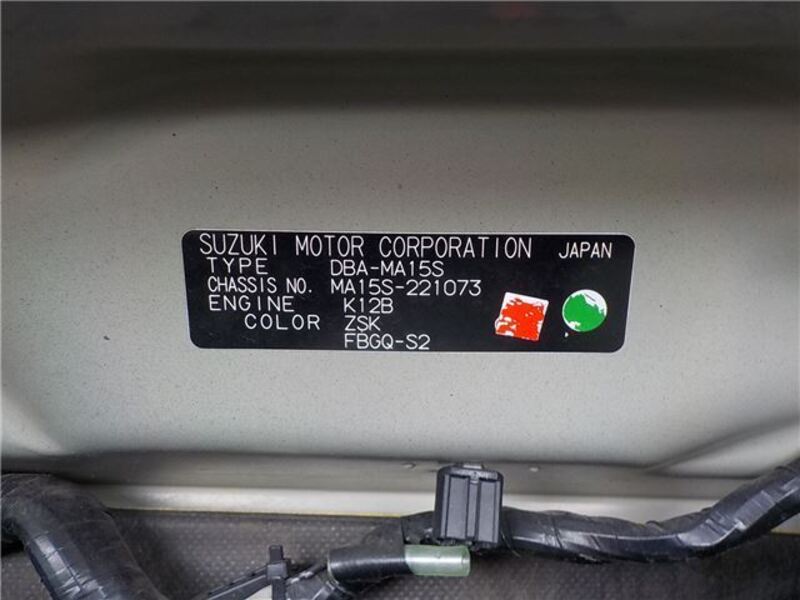 SUZUKI MOTOR CORPORATION JAPAN
TYPE DBA-MA15S
CHASSIS NO. MA15S-221073
ENGINE K12B
COLOR ZSK
FBGQ-S2